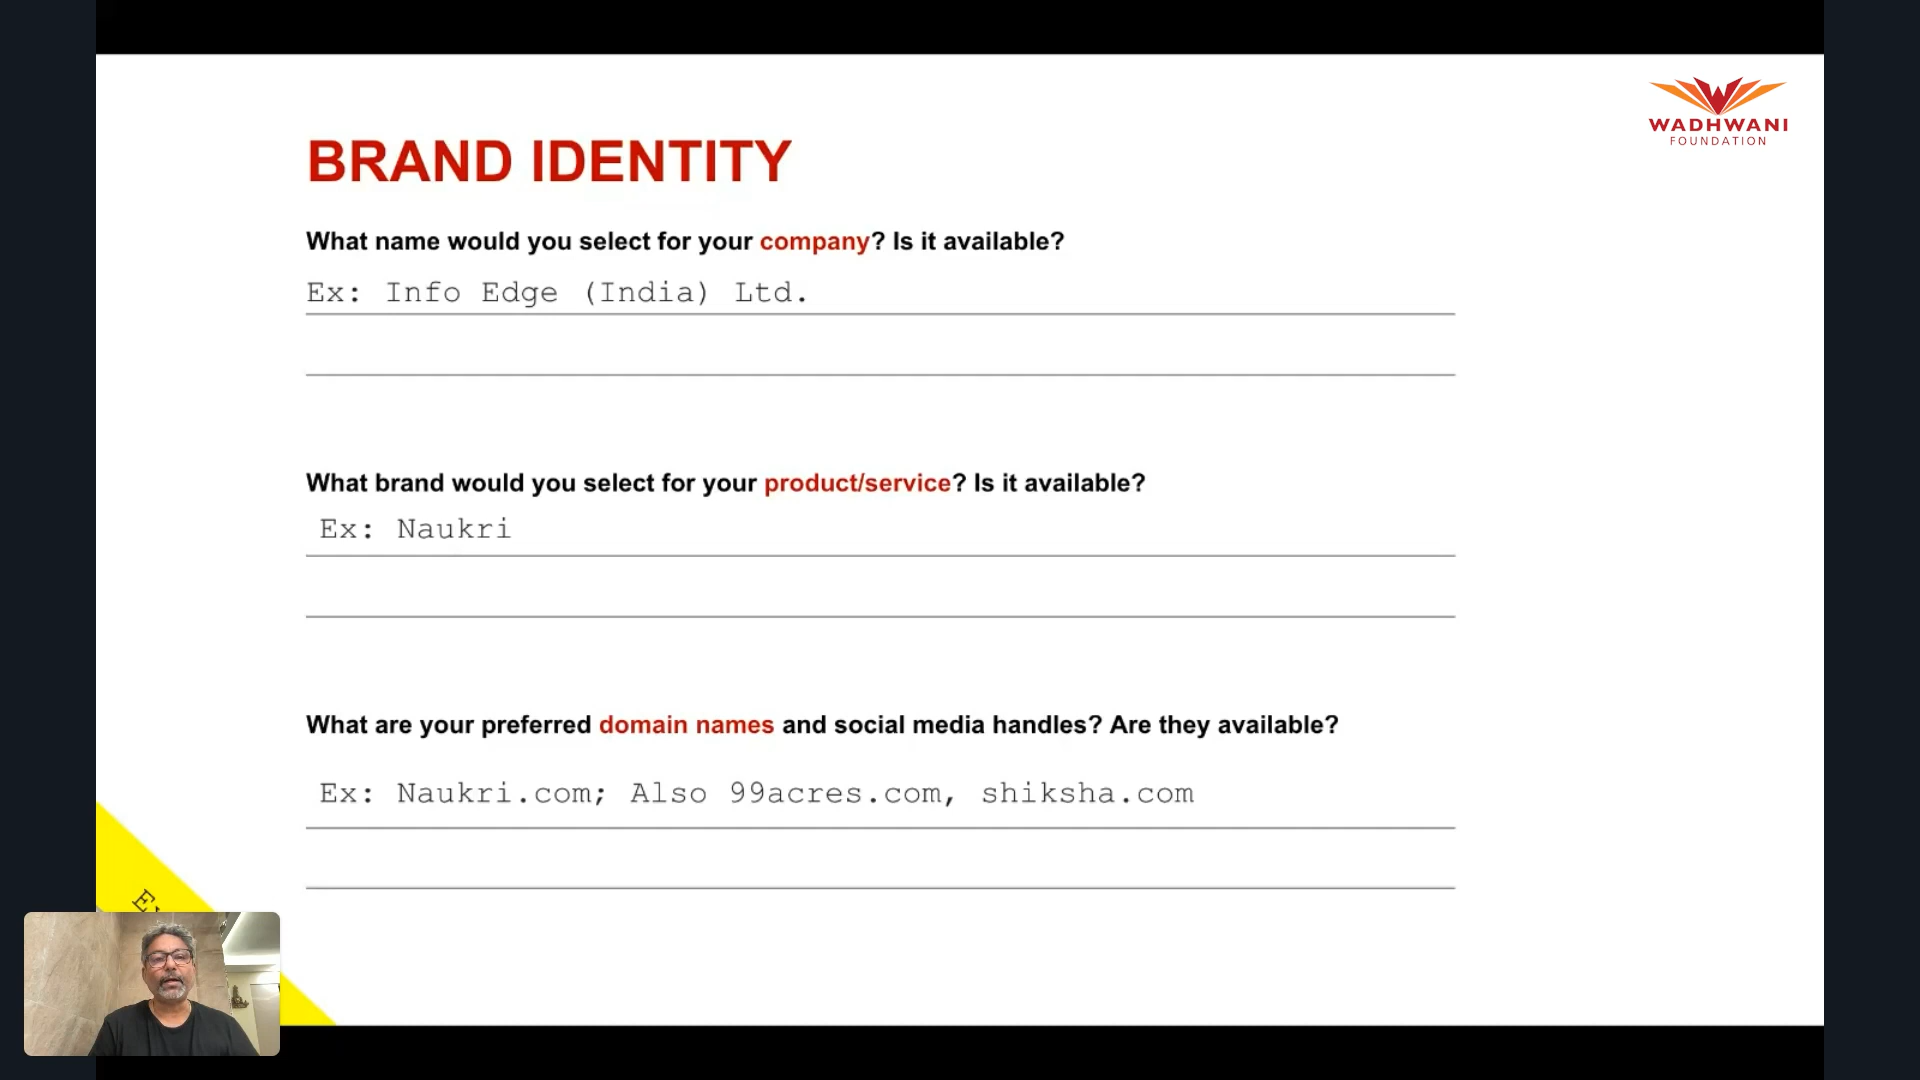 WADHWANI
FOUNDATION
BRAND IDENTITY
What name would you select for your company? Is it available?
Ex: Info Edge (India) Ltd.
What brand would you select for your product/service? Is it available?
Ex: Naukri
What are your preferred domain names and social media handles? Are they available?
Ex: Naukri.com; Also 99acres.com, shiksha.com